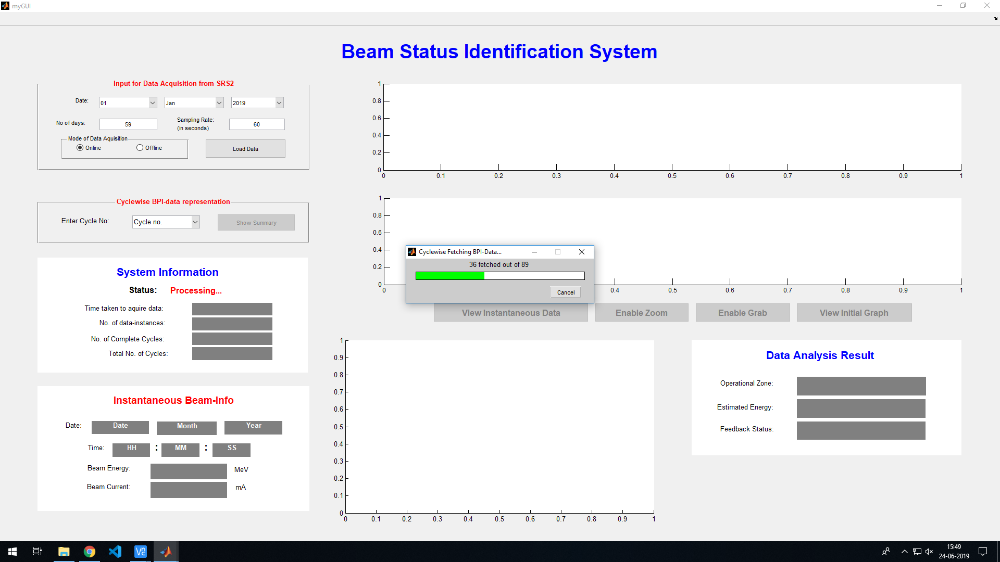 myGUI
Beam Status Identification System
Input for Data Acquisition from SRS2
Date:
01
Jan
2019
No of days:
59
Sampling Rate:
(in seconds)
60
Mode of Data Aquisition
Online
Offline
Load Data
Cyclewise BPI-data representation
Enter Cycle No:
Cycle no.
Show Summary
System Information
Status:
Processing...
Time taken to aquire data:
No. of data-instances:
No. of Complete Cycles:
Total No. of Cycles:
Instantaneous Beam-Info
Date:
Date
Month
Year
Time:
HH
:
MM
:
SS
Beam Energy:
MeV
Beam Current:
mA
1
0.8
0.6
0.4
0.2
0
0 0.1 0.2 0.3 0.4 0.5 0.6 0.7 0.8 0.9 1
1
0.8
0.6
0.4
0.2
0
0 0.4 0.5 0.6 0.7 0.8 0.9 1
Cyclewise Fetching BPI-Data...
36 fetched out of 89
Cancel
View Instantaneous Data
Enable Zoom
Enable Grab
View Initial Graph
1
0.9
0.8
0.7
0.6
0.5
0.4
0.3
0.2
0.1
0
0 0.1 0.2 0.3 0.4 0.5 0.6 0.7 0.8 0.9 1
Data Analysis Result
Operational Zone:
Estimated Energy:
Feedback Status:
15:49
24-06-2019